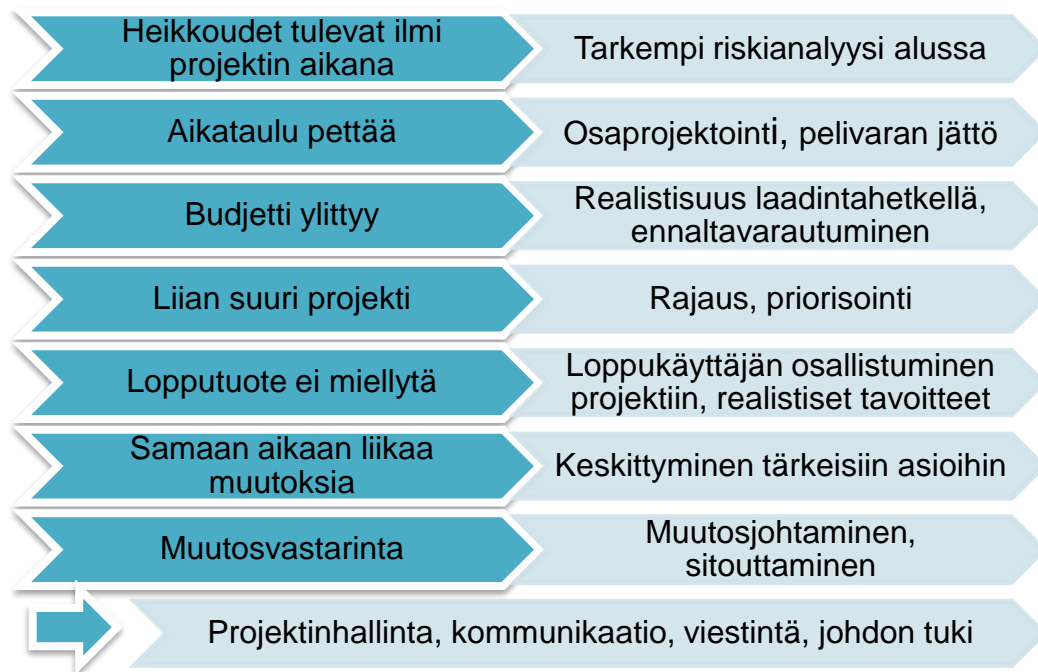 Heikkoudet tulevat ilmi
projektin aikana
Tarkempi riskianalyysi alussa
Aikataulu pettää
Osaprojektointi, pelivaran jättö
Budjetti ylittyy
Realistisuus laadintahetkellä,
ennaltavarautuminen
Liian suuri projekti
Rajaus, priorisointi
Lopputuote ei miellytä
Loppukäyttäjän osallistuminen
projektiin, realistiset tavoitteet
Samaan aikaan liikaa
muutoksia
Keskittyminen tärkeisiin asioihin
Muutosvastarinta
Muutosjohtaminen,
sitouttaminen
Projektinhallinta, kommunikaatio, viestintä, johdon tuki